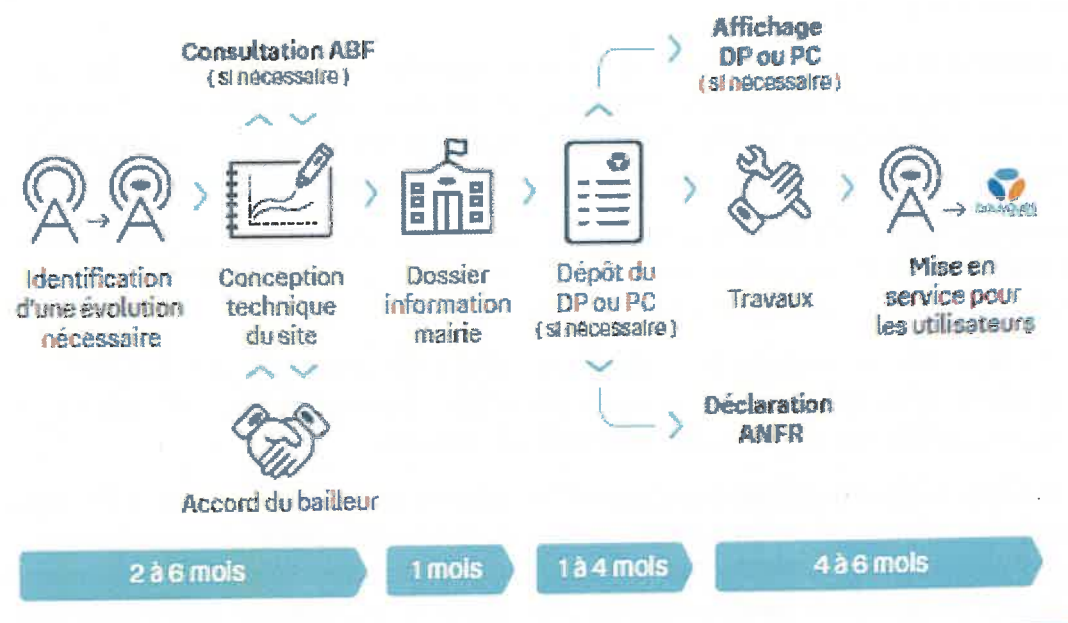 Consultation ABF
(si nécessaire)
Affichage
DP ou PC
(si nécessaire)
Identification
d'une évolution
nécessaire
Conception
technique
du site
Dossier
information
mairie
Dépôt du
DP ou PC
(si nécessaire)
Travaux
Mise en
service pour
les utilisateurs
Accord du bailleur
Déclaration
ANFR
2 à 6 mois
1 mois
1 à 4 mois
4 à 6 mois